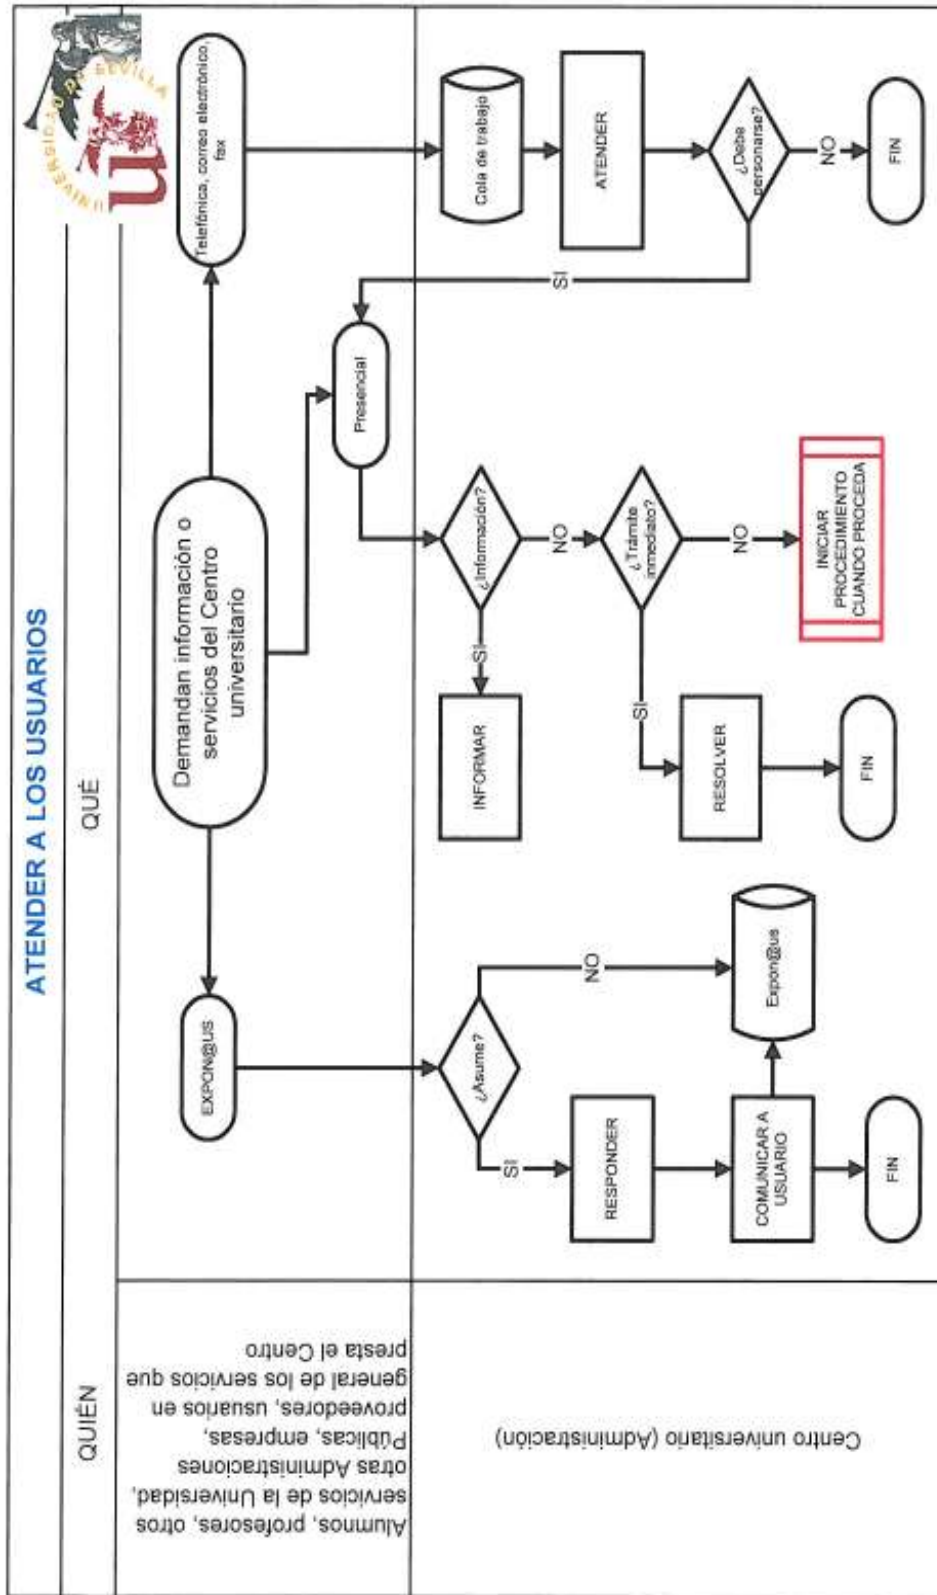 ATENDER A LOS USUARIOS
QUIÉN
QUÉ
UNIVERSIDAD DE SEVILLA
Alumnos, profesores, otros
servicios de la Universidad,
otras Administraciones
Públicas, empresas,
proveedores, usuarios en
general de los servicios que
presta el Centro
EXPON@US
Demandan información o
servicios del Centro
universitario
Telefónica, correo electrónico,
fax
Presencial
Centro universitario (Administración)
¿Asume?
SI
NO
RESPONDER
COMUNICAR A
USUARIO
Expon@us
FIN
¿Información?
SI
NO
INFORMAR
¿Trámite
inmediato?
SI
NO
RESOLVER
FIN
INICIAR
PROCEDIMIENTO
CUANDO PROCEDA
Cola de trabajo
ATENDER
¿Debe
personarse?
SI
NO
FIN